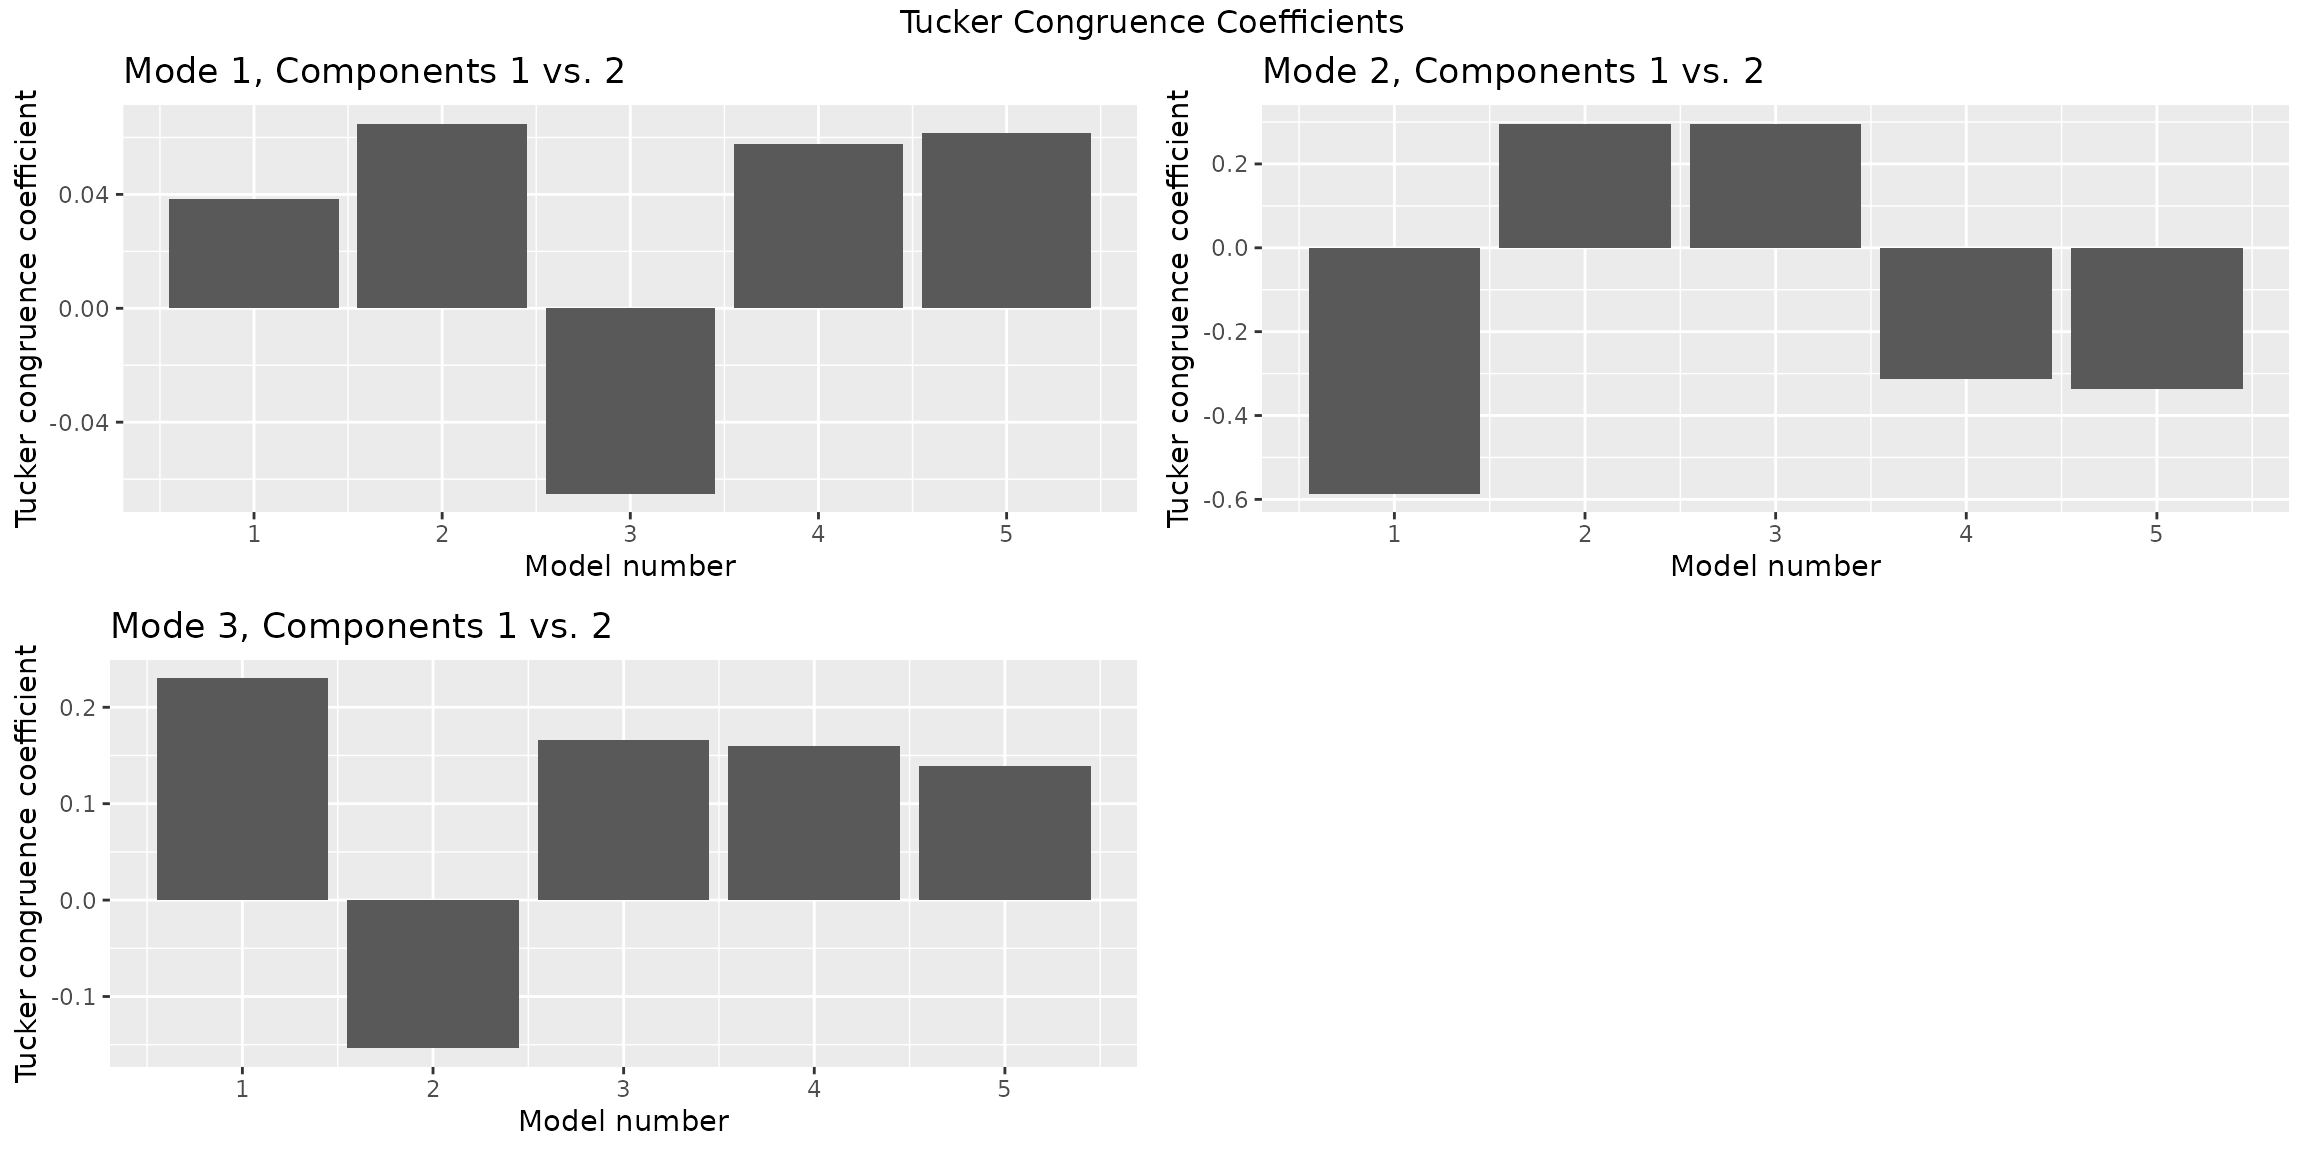 Tucker Congruence Coefficients
Mode 1, Components 1 vs. 2
Tucker congruence coefficient
0.04
0.00
-0.04
1 2 3 4 5
Model number
Mode 2, Components 1 vs. 2
Tucker congruence coefficient
0.2
0.0
-0.2
-0.4
-0.6
1 2 3 4 5
Model number
Mode 3, Components 1 vs. 2
Tucker congruence coefficient
0.2
0.1
0.0
-0.1
1 2 3 4 5
Model number